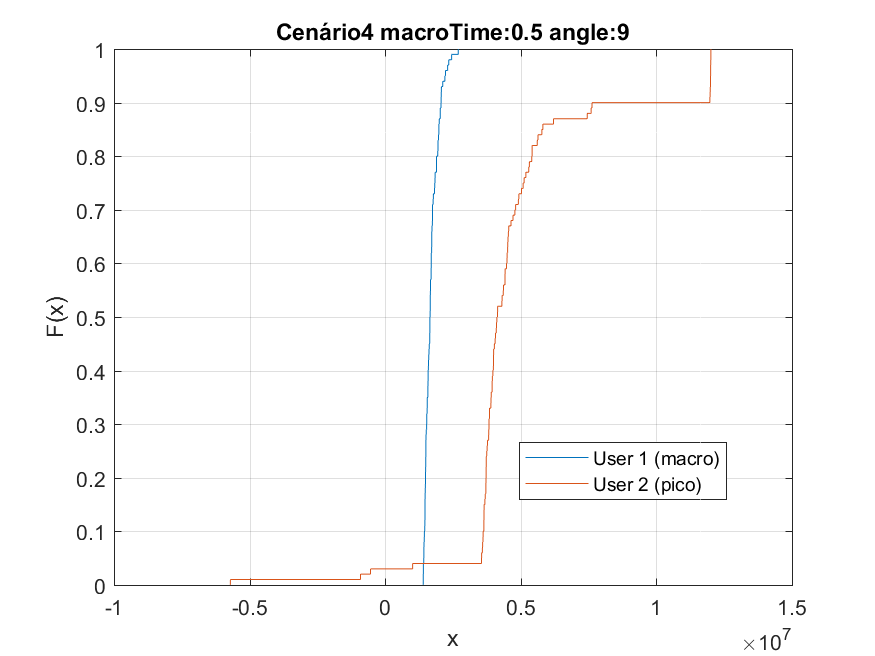 Cenário4 macroTime:0.5 angle:9
1
0.9
0.8
0.7
0.6
0.5
0.4
0.3
0.2
0.1
0
F(x)
User 1 (macro)
User 2 (pico)
-1 -0.5 0 0.5 1 1.5
x
×10^7